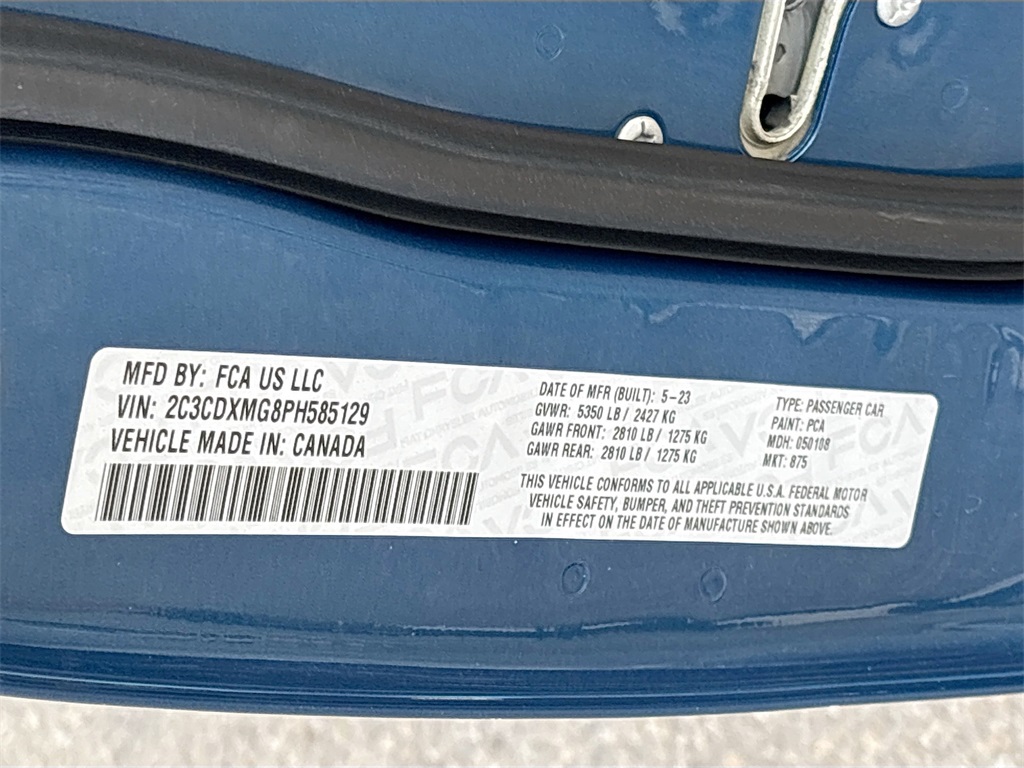 MFD BY: FCA US LLC
VIN: 2C3CDXMG8PH585129
VEHICLE MADE IN: CANADA
DATE OF MFR (BUILT): 5-23
GVWR: 5350 LB / 2427 KG
GAWR FRONT: 2810 LB / 1275 KG
GAWR REAR: 2810 LB / 1275 KG
TYPE: PASSENGER CAR
PAINT: PCA
MDH: 050108
MKT: 875
THIS VEHICLE CONFORMS TO ALL APPLICABLE U.S.A. FEDERAL MOTOR
VEHICLE SAFETY, BUMPER, AND THEFT PREVENTION STANDARDS
IN EFFECT ON THE DATE OF MANUFACTURE SHOWN ABOVE.